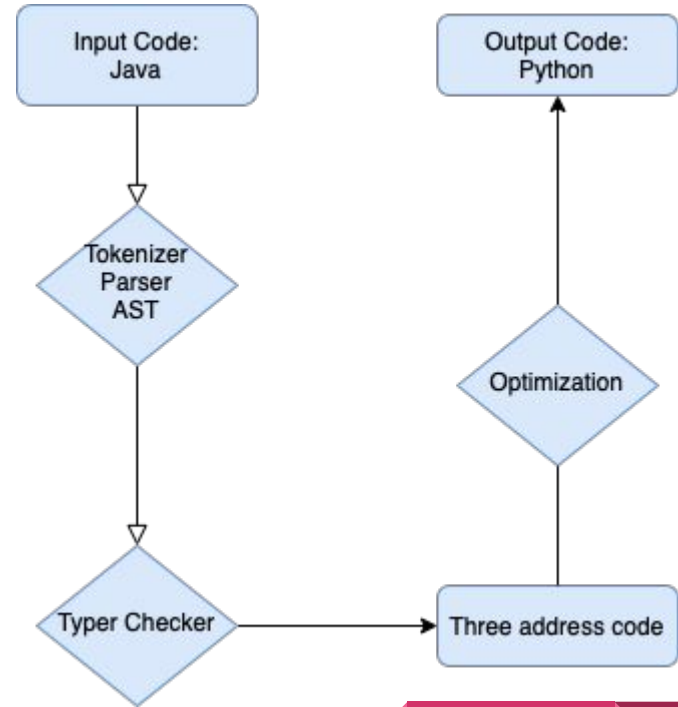 Input Code:
Java
Output Code:
Python
Tokenizer
Parser
AST
Optimization
Typer Checker
Three address code